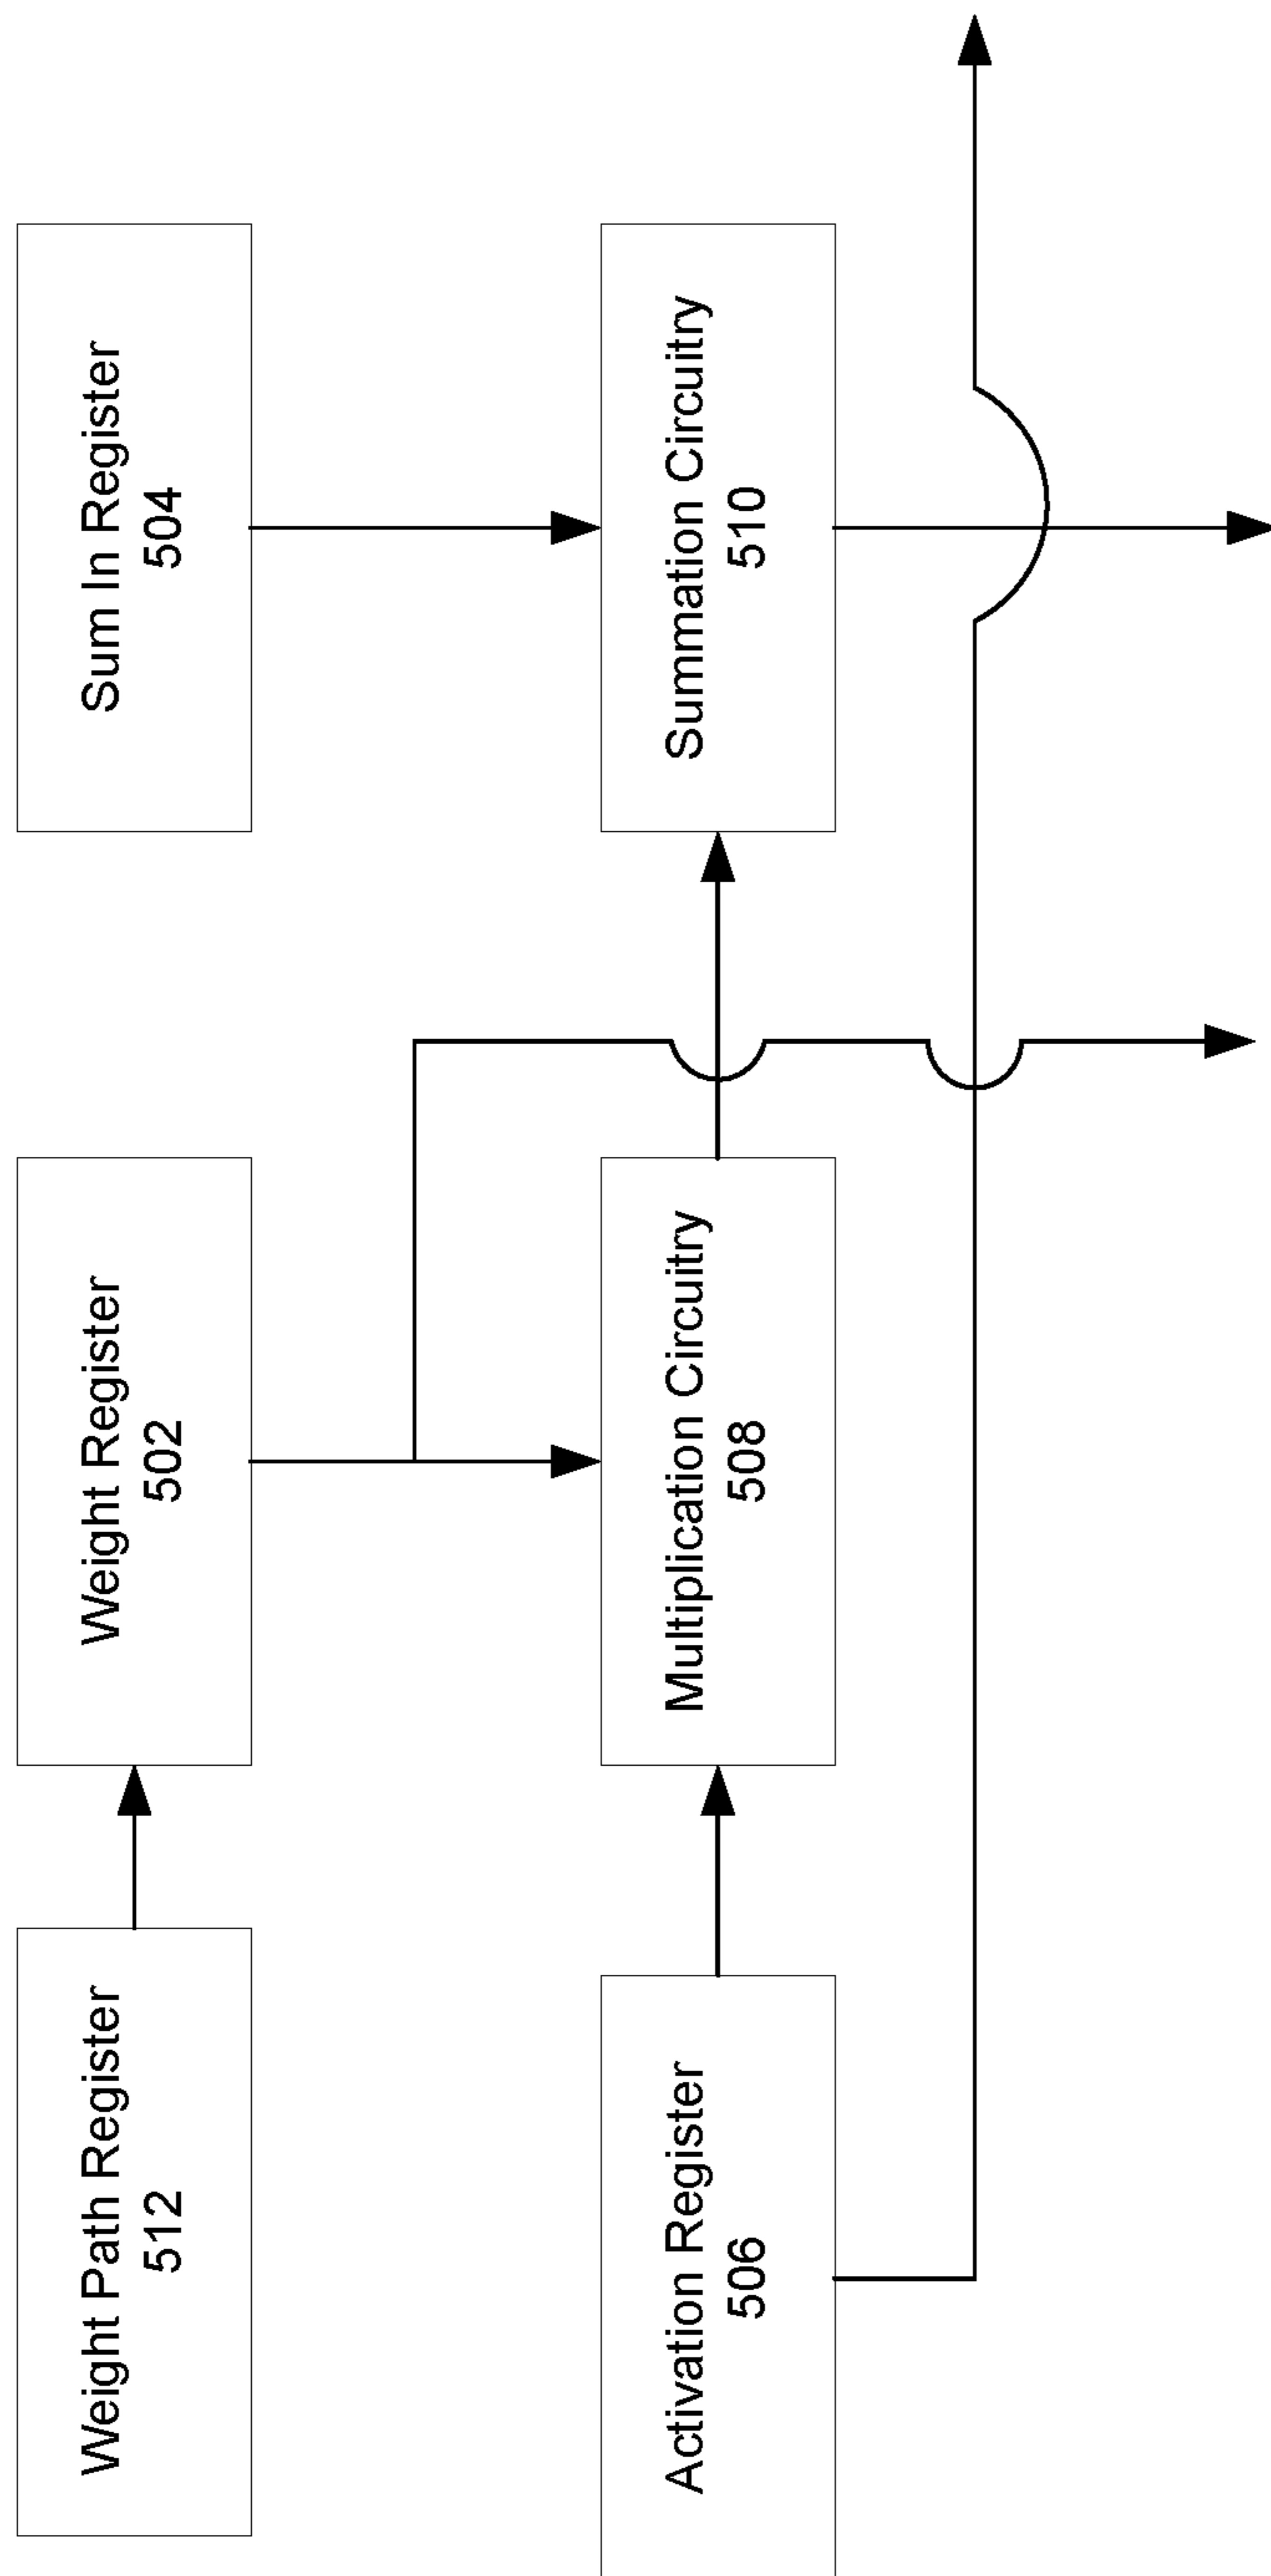 Weight Path Register
512
Weight Register
502
Sum In Register
504
Activation Register
506
Multiplication Circuitry
508
Summation Circuitry
510